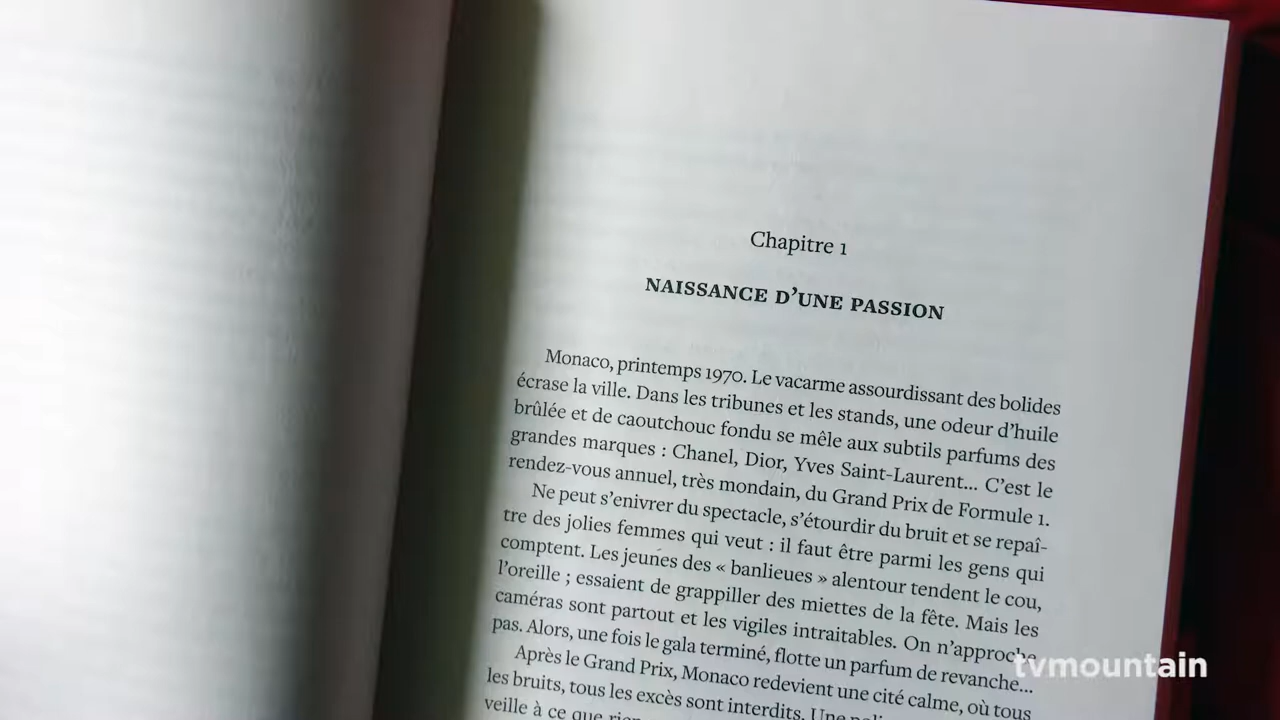 Chapitre 1
NAISSANCE D’UNE PASSION
Monaco, printemps 1970. Le vacarme assourdissant des bolides
écrase la ville. Dans les tribunes et les stands, une odeur d’huile
brûlée et de caoutchouc fondu se mêle aux subtils parfums des
grandes marques : Chanel, Dior, Yves Saint-Laurent... C’est le
rendez-vous annuel, très mondain, du Grand Prix de Formule 1.
Ne peut s’enivrer du spectacle, s’étourdir du bruit et se repaî-
tre des jolies femmes qui veut : il faut être parmi les gens qui
comptent. Les jeunes des « banlieues » alentour tendent le cou,
l’oreille ; essaient de grappiller des miettes de la fête. Mais les
caméras sont partout et les vigiles intraitables. On n’approche
pas. Alors, une fois le gala terminé, flotte un parfum de revanche...
Après le Grand Prix, Monaco redevient une cité calme, où tous
les bruits, tous les excès sont interdits. Une
veille à ce que
tvmountain